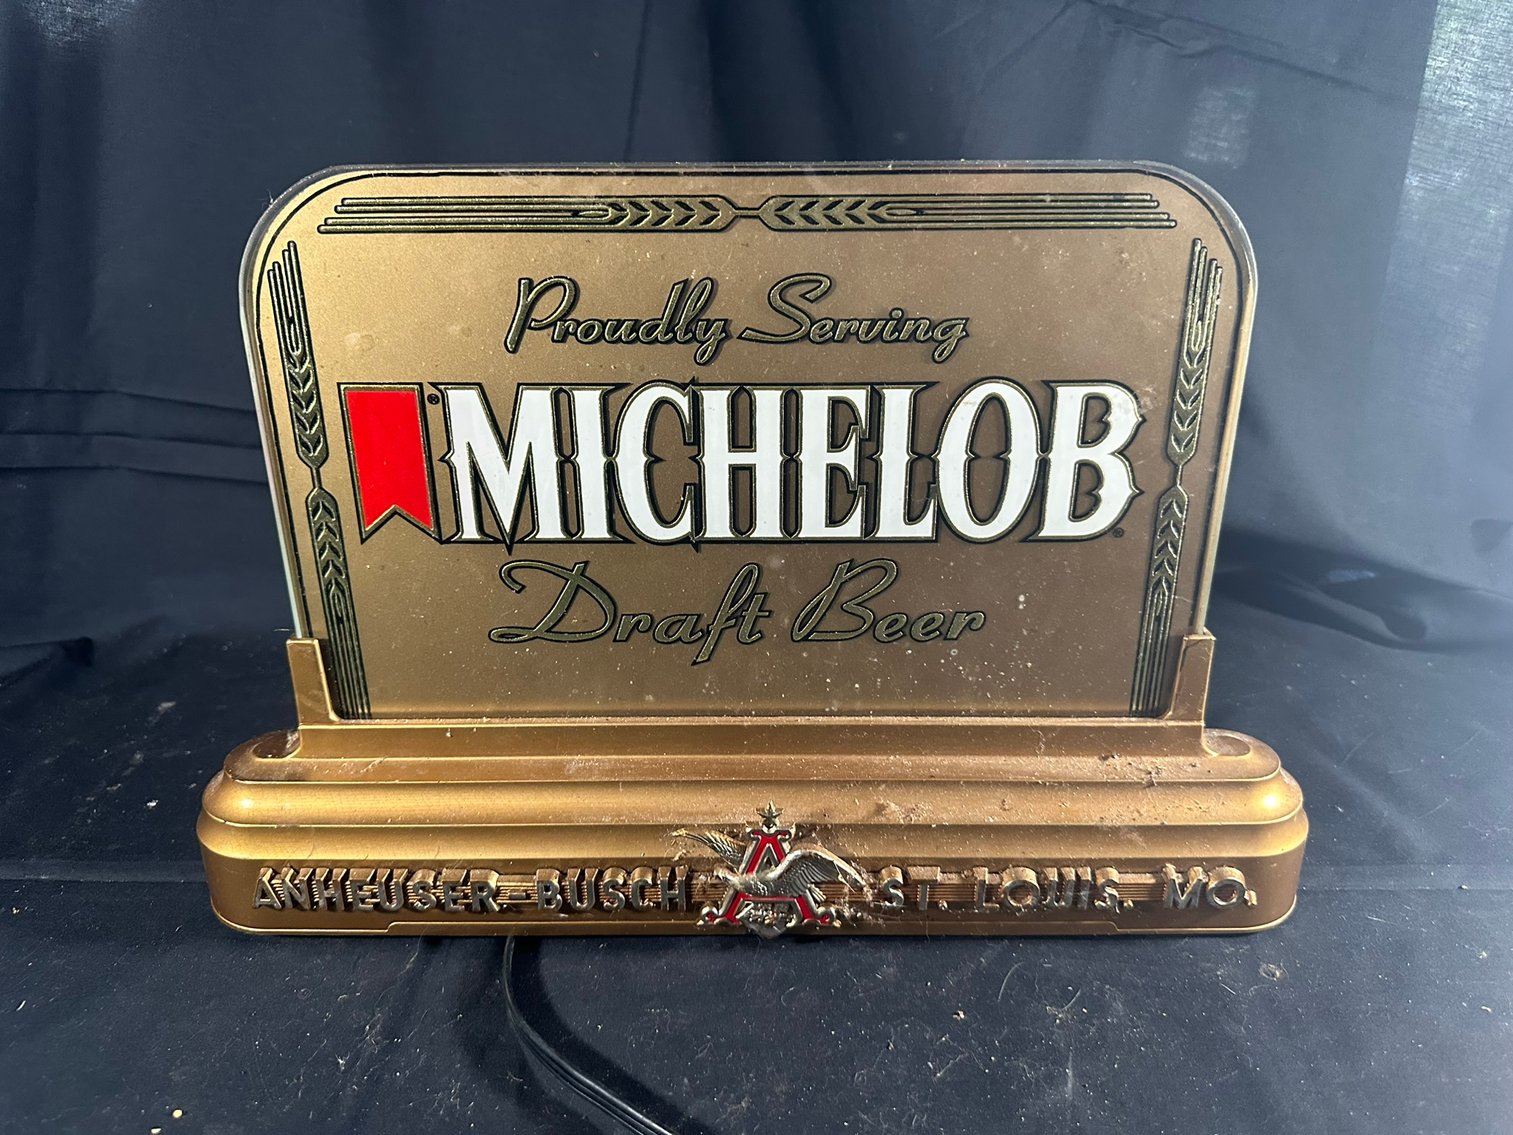 Proudly Serving
® MICHELOB®
Draft Beer
ANHEUSER-BUSCH A ST. LOUIS, MO.